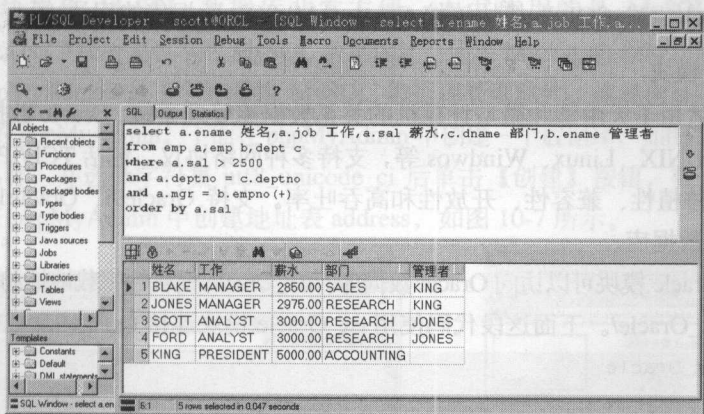 PL/SQL Developer - scott@ORCL - [SQL Window - select a.ename 姓名,a.job 工作,a...
File Project Edit Session Debug Tools Macro Documents Reports Window Help
All objects
Recent objects
Functions
Procedures
Packages
Package bodies
Types
Type bodies
Triggers
Java sources
Jobs
Libraries
Directories
Tables
Views
Templates
Constants
Default
DML statements
SQL Output Statistics
select a.ename 姓名,a.job 工作,a.sal 薪水,c.dname 部门,b.ename 管理者
from emp a,emp b,dept c
where a.sal > 2500
and a.deptno = c.deptno
and a.mgr = b.empno(+)
order by a.sal
姓名 工作 薪水 部门 管理者
1 BLAKE MANAGER 2850.00 SALES KING
2 JONES MANAGER 2975.00 RESEARCH KING
3 SCOTT ANALYST 3000.00 RESEARCH JONES
4 FORD ANALYST 3000.00 RESEARCH JONES
5 KING PRESIDENT 5000.00 ACCOUNTING
SQL Window - select a.en
6:1 5 rows selected in 0.047 seconds